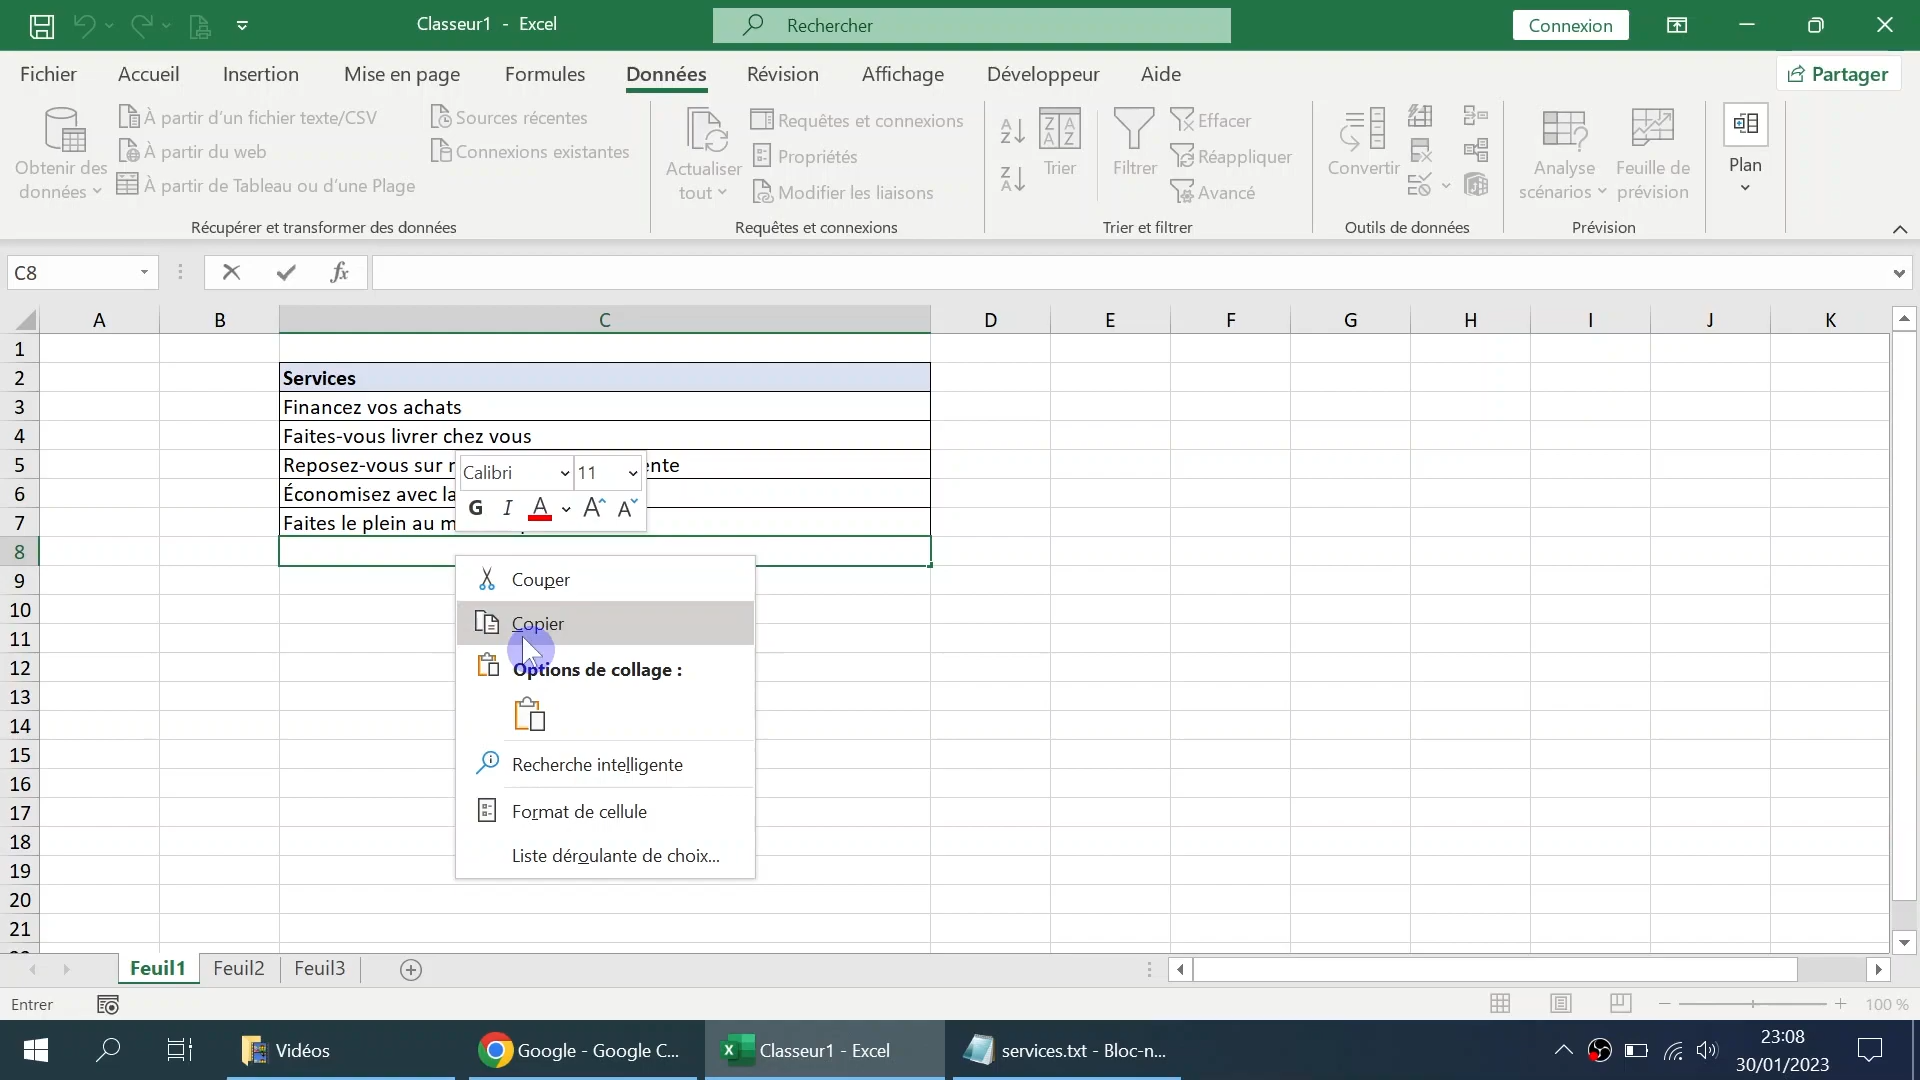 Classeur1 - Excel
Rechercher
Connexion
Fichier Accueil Insertion Mise en page Formules Données Révision Affichage Développeur Aide
Partager
Obtenir des données
À partir d'un fichier texte/CSV
À partir du web
À partir de Tableau ou d'une Plage
Sources récentes
Connexions existantes
Récupérer et transformer des données
Actualiser tout
Requêtes et connexions
Propriétés
Modifier les liaisons
Requêtes et connexions
Trier
Filtrer
Effacer
Réappliquer
Avancé
Trier et filtrer
Convertir
Outils de données
Analyse scénarios
Feuille de prévision
Prévision
Plan
C8
fx
A B C D E F G H I J K
1
2 Services
3 Financez vos achats
4 Faites-vous livrer chez vous
5 Reposez-vous sur
6 Économisez avec la
7 Faites le plein au
8
9
10
11
12
13
14
15
16
17
18
19
20
21
Calibri 11
G I A A A
Couper
Copier
Options de collage :
Recherche intelligente
Format de cellule
Liste déroulante de choix...
Feuil1 Feuil2 Feuil3
Entrer
100 %
Vidéos
Google - Google C...
Classeur1 - Excel
services.txt - Bloc-n...
23:08
30/01/2023